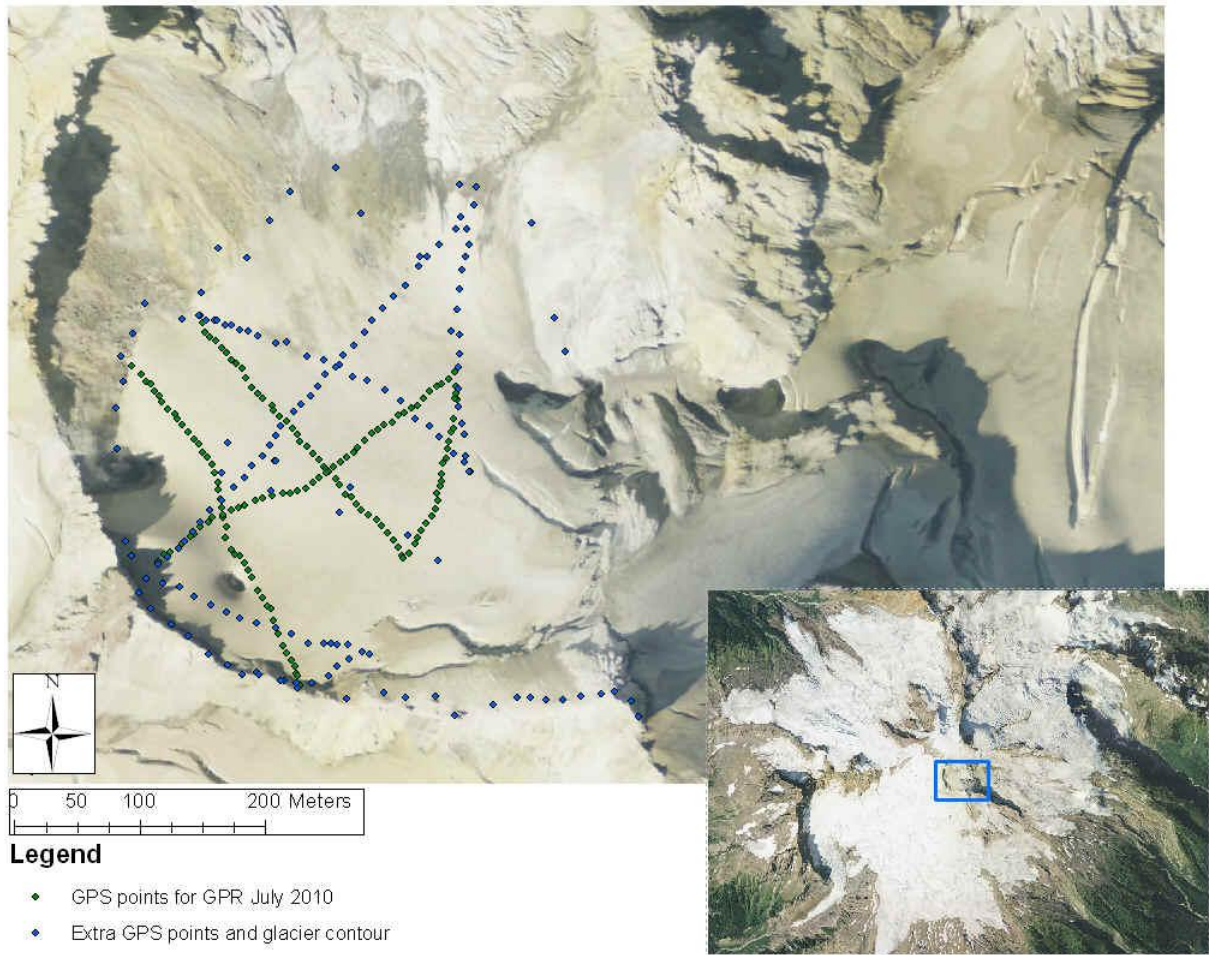 N
0 50 100 200 Meters
Legend
GPS points for GPR July 2010
Extra GPS points and glacier contour